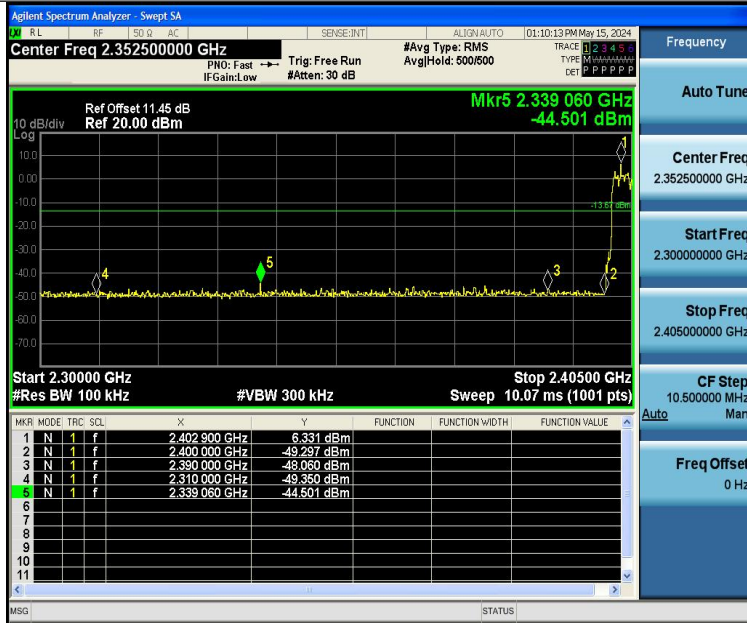 Agilent Spectrum Analyzer - Swept SA
LXI RL RF 50 Ω AC SENSE:INT ALIGN AUTO 01:10:13 PM May 15, 2024
Center Freq 2.352500000 GHz
PNO: Fast
IFGain:Low
Trig: Free Run
#Atten: 30 dB
#Avg Type: RMS
Avg|Hold: 500/500
TRACE 1 2 3 4 5 6
TYPE M
DET P P P P P P
Mkr5 2.339 060 GHz
-44.501 dBm
Ref Offset 11.45 dB
Ref 20.00 dBm
10 dB/div
Log
1
10.0
0.00
-10.0
-13.67 dBm
-20.0
-30.0
-40.0
4
5
3
2
-50.0
-60.0
-70.0
Start 2.30000 GHz
Stop 2.40500 GHz
#Res BW 100 kHz
#VBW 300 kHz
Sweep 10.07 ms (1001 pts)
MKR MODE TRC SCL X Y FUNCTION FUNCTION WIDTH FUNCTION VALUE
1 N 1 f 2.402 900 GHz 6.331 dBm
2 N 1 f 2.400 000 GHz -49.297 dBm
3 N 1 f 2.390 000 GHz -48.060 dBm
4 N 1 f 2.310 000 GHz -49.350 dBm
5 N 1 f 2.339 060 GHz -44.501 dBm
6
7
8
9
10
11
MSG
STATUS
Frequency
Auto Tune
Center Freq
2.352500000 GHz
Start Freq
2.300000000 GHz
Stop Freq
2.405000000 GHz
CF Step
10.500000 MHz
Auto Man
Freq Offset
0 Hz